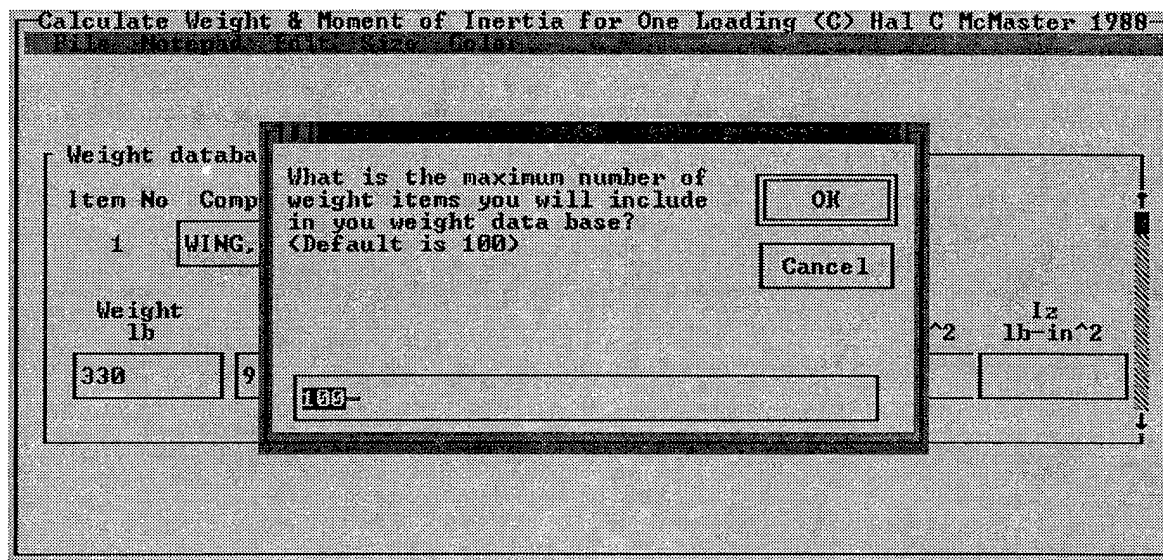 Calculate Weight & Moment of Inertia for One Loading (C) Hal C McMaster 1988
File Notepad Edit Size Color
Weight databa
Item No Comp
1 WING,
Weight
lb
330 9
What is the maximum number of
weight items you will include
in you weight data base?
(Default is 100)
OK
Cancel
100
^2
Iz
lb-in^2